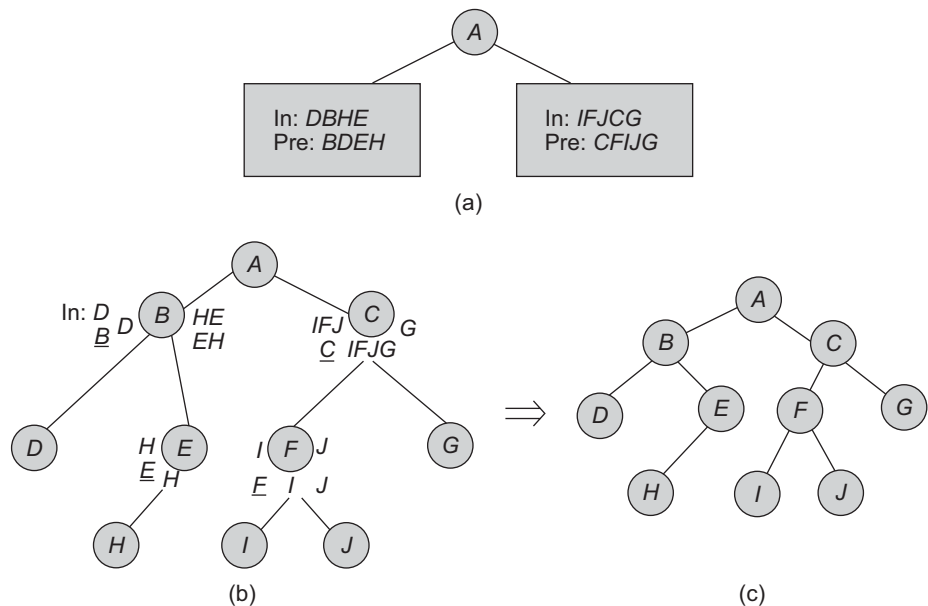 A
In: DBHE
Pre: BDEH
In: IFJCG
Pre: CFIJG
(a)
A
In: D
B D
B
HE
EH
IFJ
C
G
C IFJG
D
H
E
E H
I
F
J
F I J
G
H
I
J
(b)
⇒
A
B
C
D
E
F
G
H
I
J
(c)